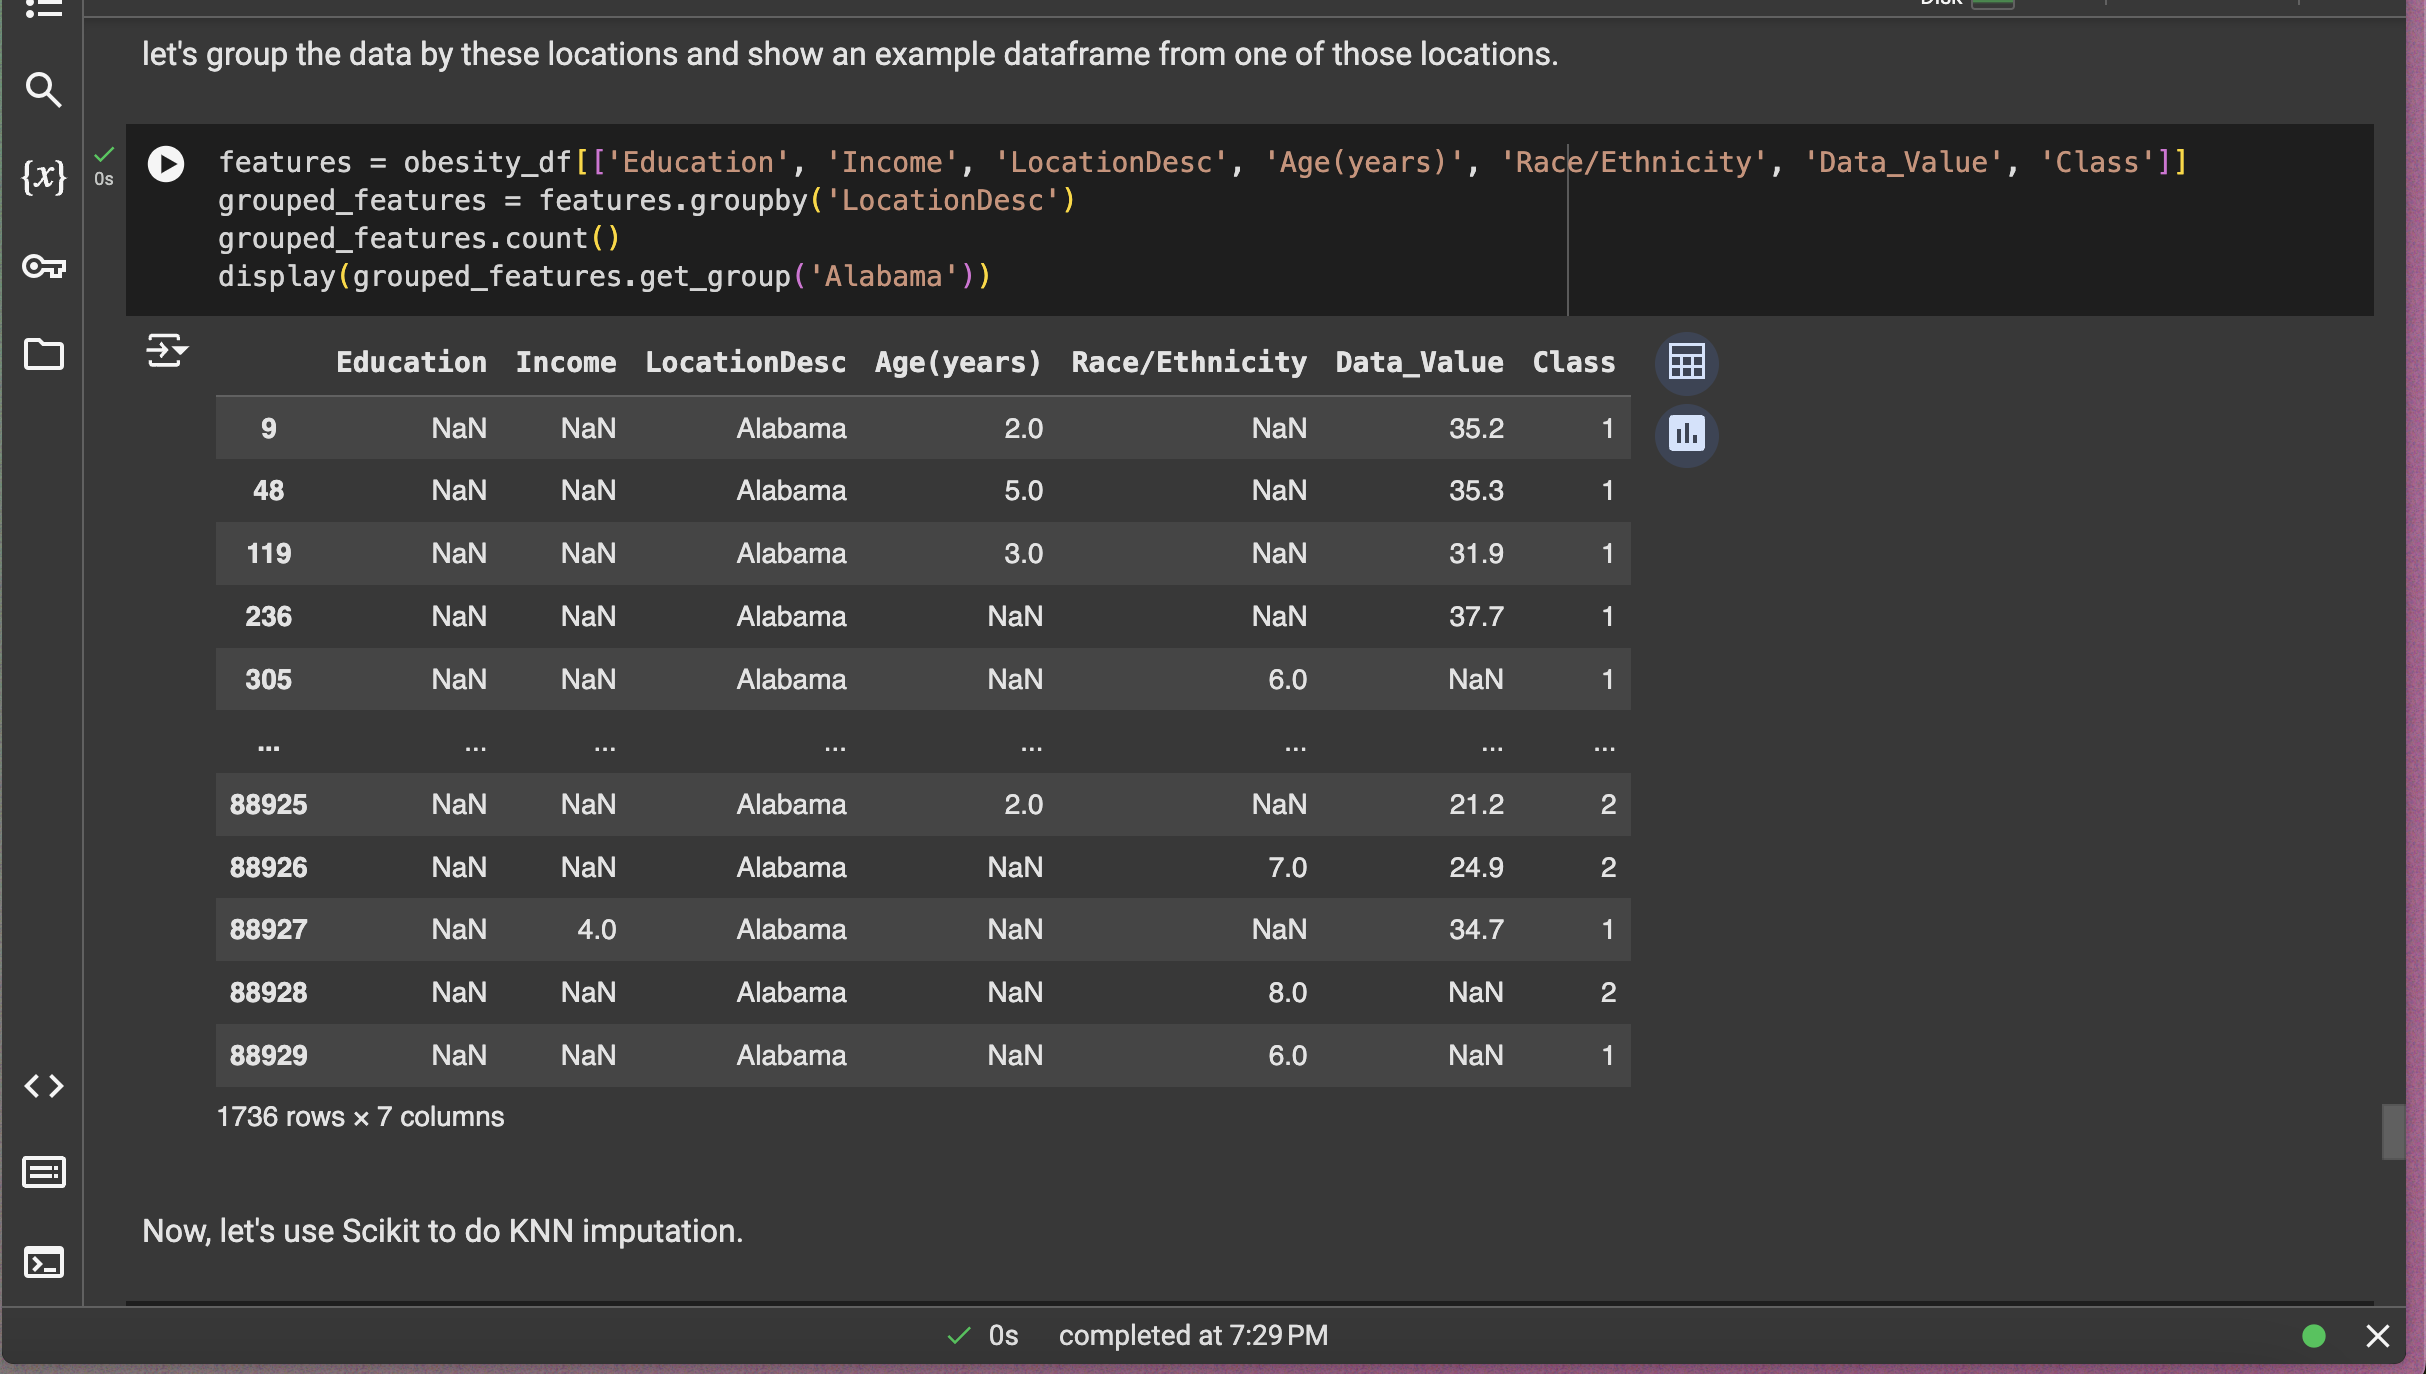 let's group the data by these locations and show an example dataframe from one of those locations.
{x}
0s
features = obesity_df[['Education', 'Income', 'LocationDesc', 'Age(years)', 'Race/Ethnicity', 'Data_Value', 'Class']]
grouped_features = features.groupby('LocationDesc')
grouped_features.count()
display(grouped_features.get_group('Alabama'))
Education Income LocationDesc Age(years) Race/Ethnicity Data_Value Class
9 NaN NaN Alabama 2.0 NaN 35.2 1
48 NaN NaN Alabama 5.0 NaN 35.3 1
119 NaN NaN Alabama 3.0 NaN 31.9 1
236 NaN NaN Alabama NaN NaN 37.7 1
305 NaN NaN Alabama NaN 6.0 NaN 1
... ... ... ... ... ... ... ...
88925 NaN NaN Alabama 2.0 NaN 21.2 2
88926 NaN NaN Alabama NaN 7.0 24.9 2
88927 NaN 4.0 Alabama NaN NaN 34.7 1
88928 NaN NaN Alabama NaN 8.0 NaN 2
88929 NaN NaN Alabama NaN 6.0 NaN 1
1736 rows × 7 columns
Now, let's use Scikit to do KNN imputation.
0s completed at 7:29 PM